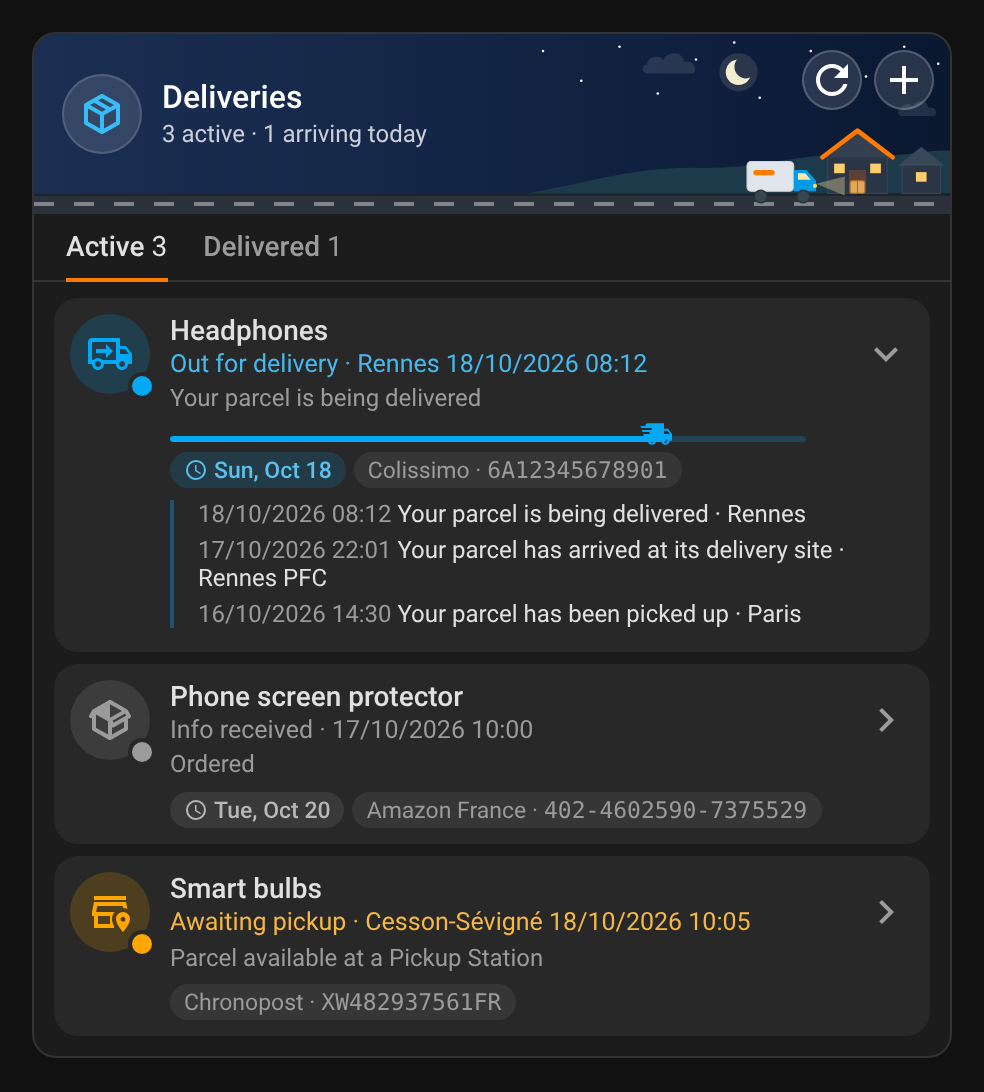 Deliveries
3 active · 1 arriving today
Active 3
Delivered 1
Headphones
Out for delivery · Rennes 18/10/2026 08:12
Your parcel is being delivered
Sun, Oct 18
Colissimo · 6A12345678901
18/10/2026 08:12 Your parcel is being delivered · Rennes
17/10/2026 22:01 Your parcel has arrived at its delivery site ·
Rennes PFC
16/10/2026 14:30 Your parcel has been picked up · Paris
Phone screen protector
Info received · 17/10/2026 10:00
Ordered
Tue, Oct 20
Amazon France · 402-4602590-7375529
Smart bulbs
Awaiting pickup · Cesson-Sévigné 18/10/2026 10:05
Parcel available at a Pickup Station
Chronopost · XW482937561FR